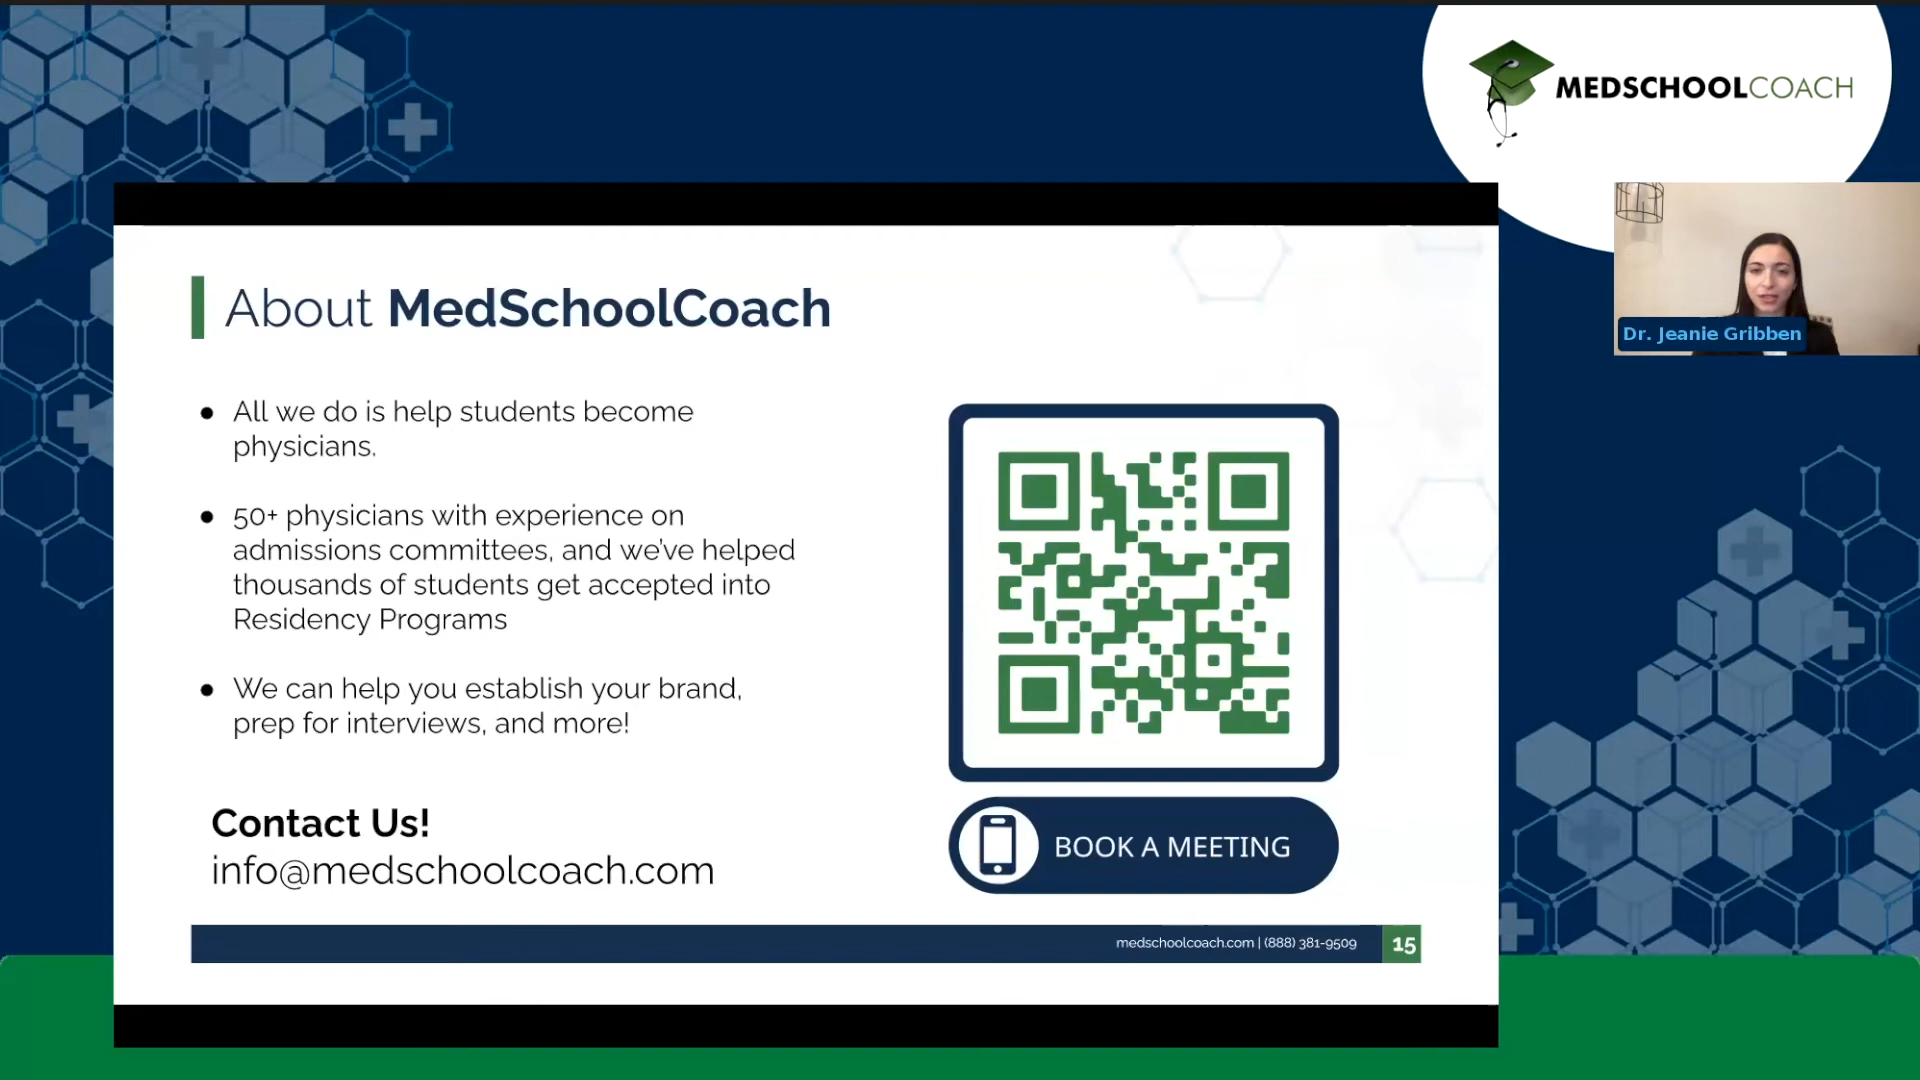 MEDSCHOOLCOACH
Dr. Jeanie Gribben
About MedSchoolCoach
● All we do is help students become
physicians.
● 50+ physicians with experience on
admissions committees, and we've helped
thousands of students get accepted into
Residency Programs
● We can help you establish your brand,
prep for interviews, and more!
Contact Us!
info@medschoolcoach.com
BOOK A MEETING
medschoolcoach.com | (888) 381-9509
15